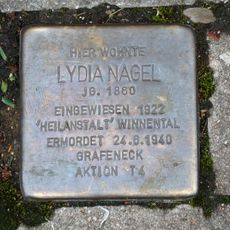 HIER WOHNTE
LYDIA NAGEL
JG. 1860
EINGEWIESEN 1922
'HEILANSTALT' WINNENTAL
ERMORDET 24.6.1940
GRAFENECK
AKTION T4